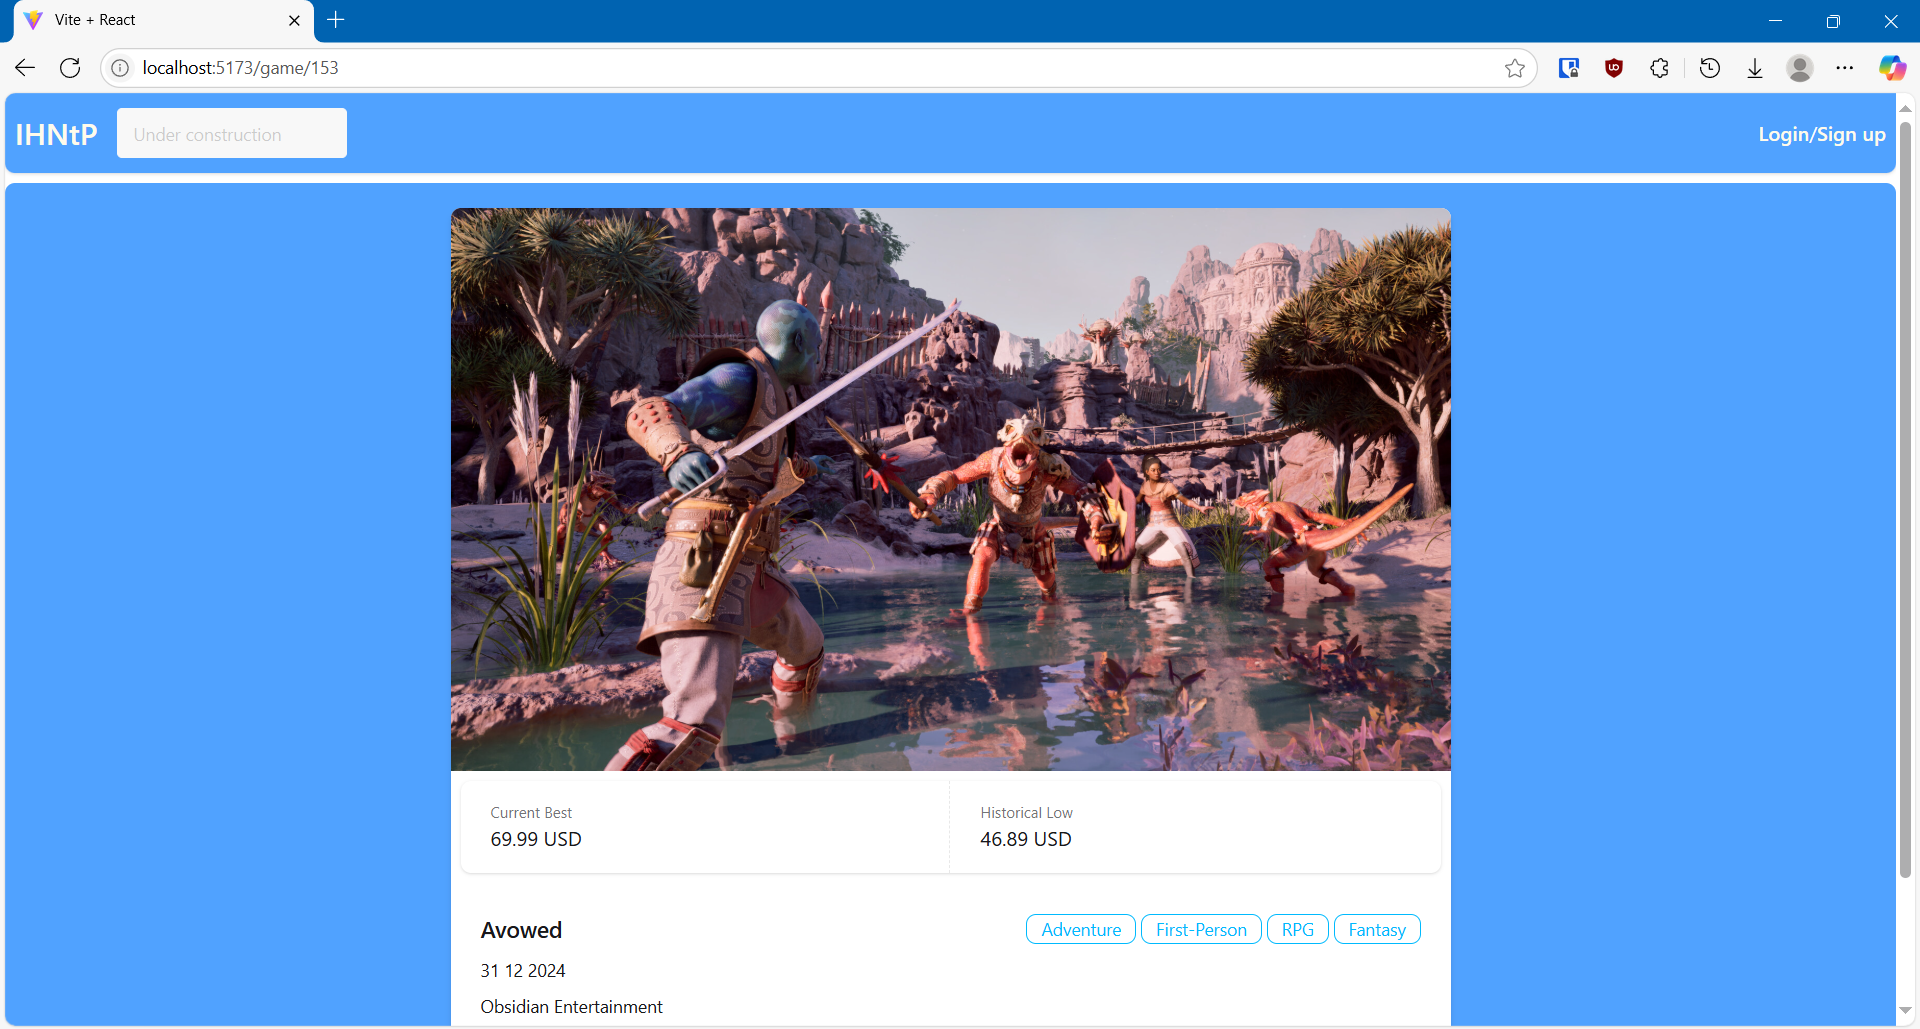 Vite + React
localhost:5173/game/153
IHNtP
Under construction
Login/Sign up
Current Best
69.99 USD
Historical Low
46.89 USD
Avowed
Adventure
First-Person
RPG
Fantasy
31 12 2024
Obsidian Entertainment